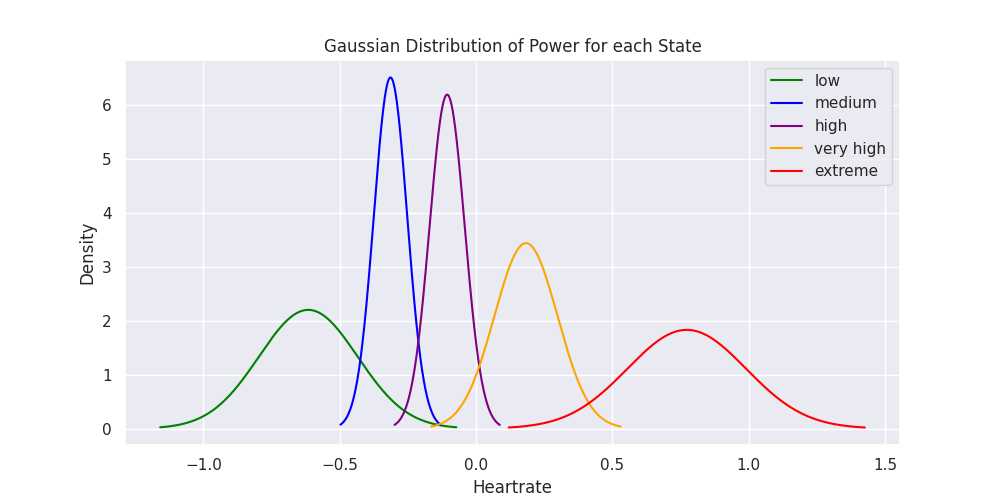 Gaussian Distribution of Power for each State
low
medium
high
very high
extreme
6
5
4
3
2
1
0
Density
−1.0
−0.5
0.0
0.5
1.0
1.5
Heartrate